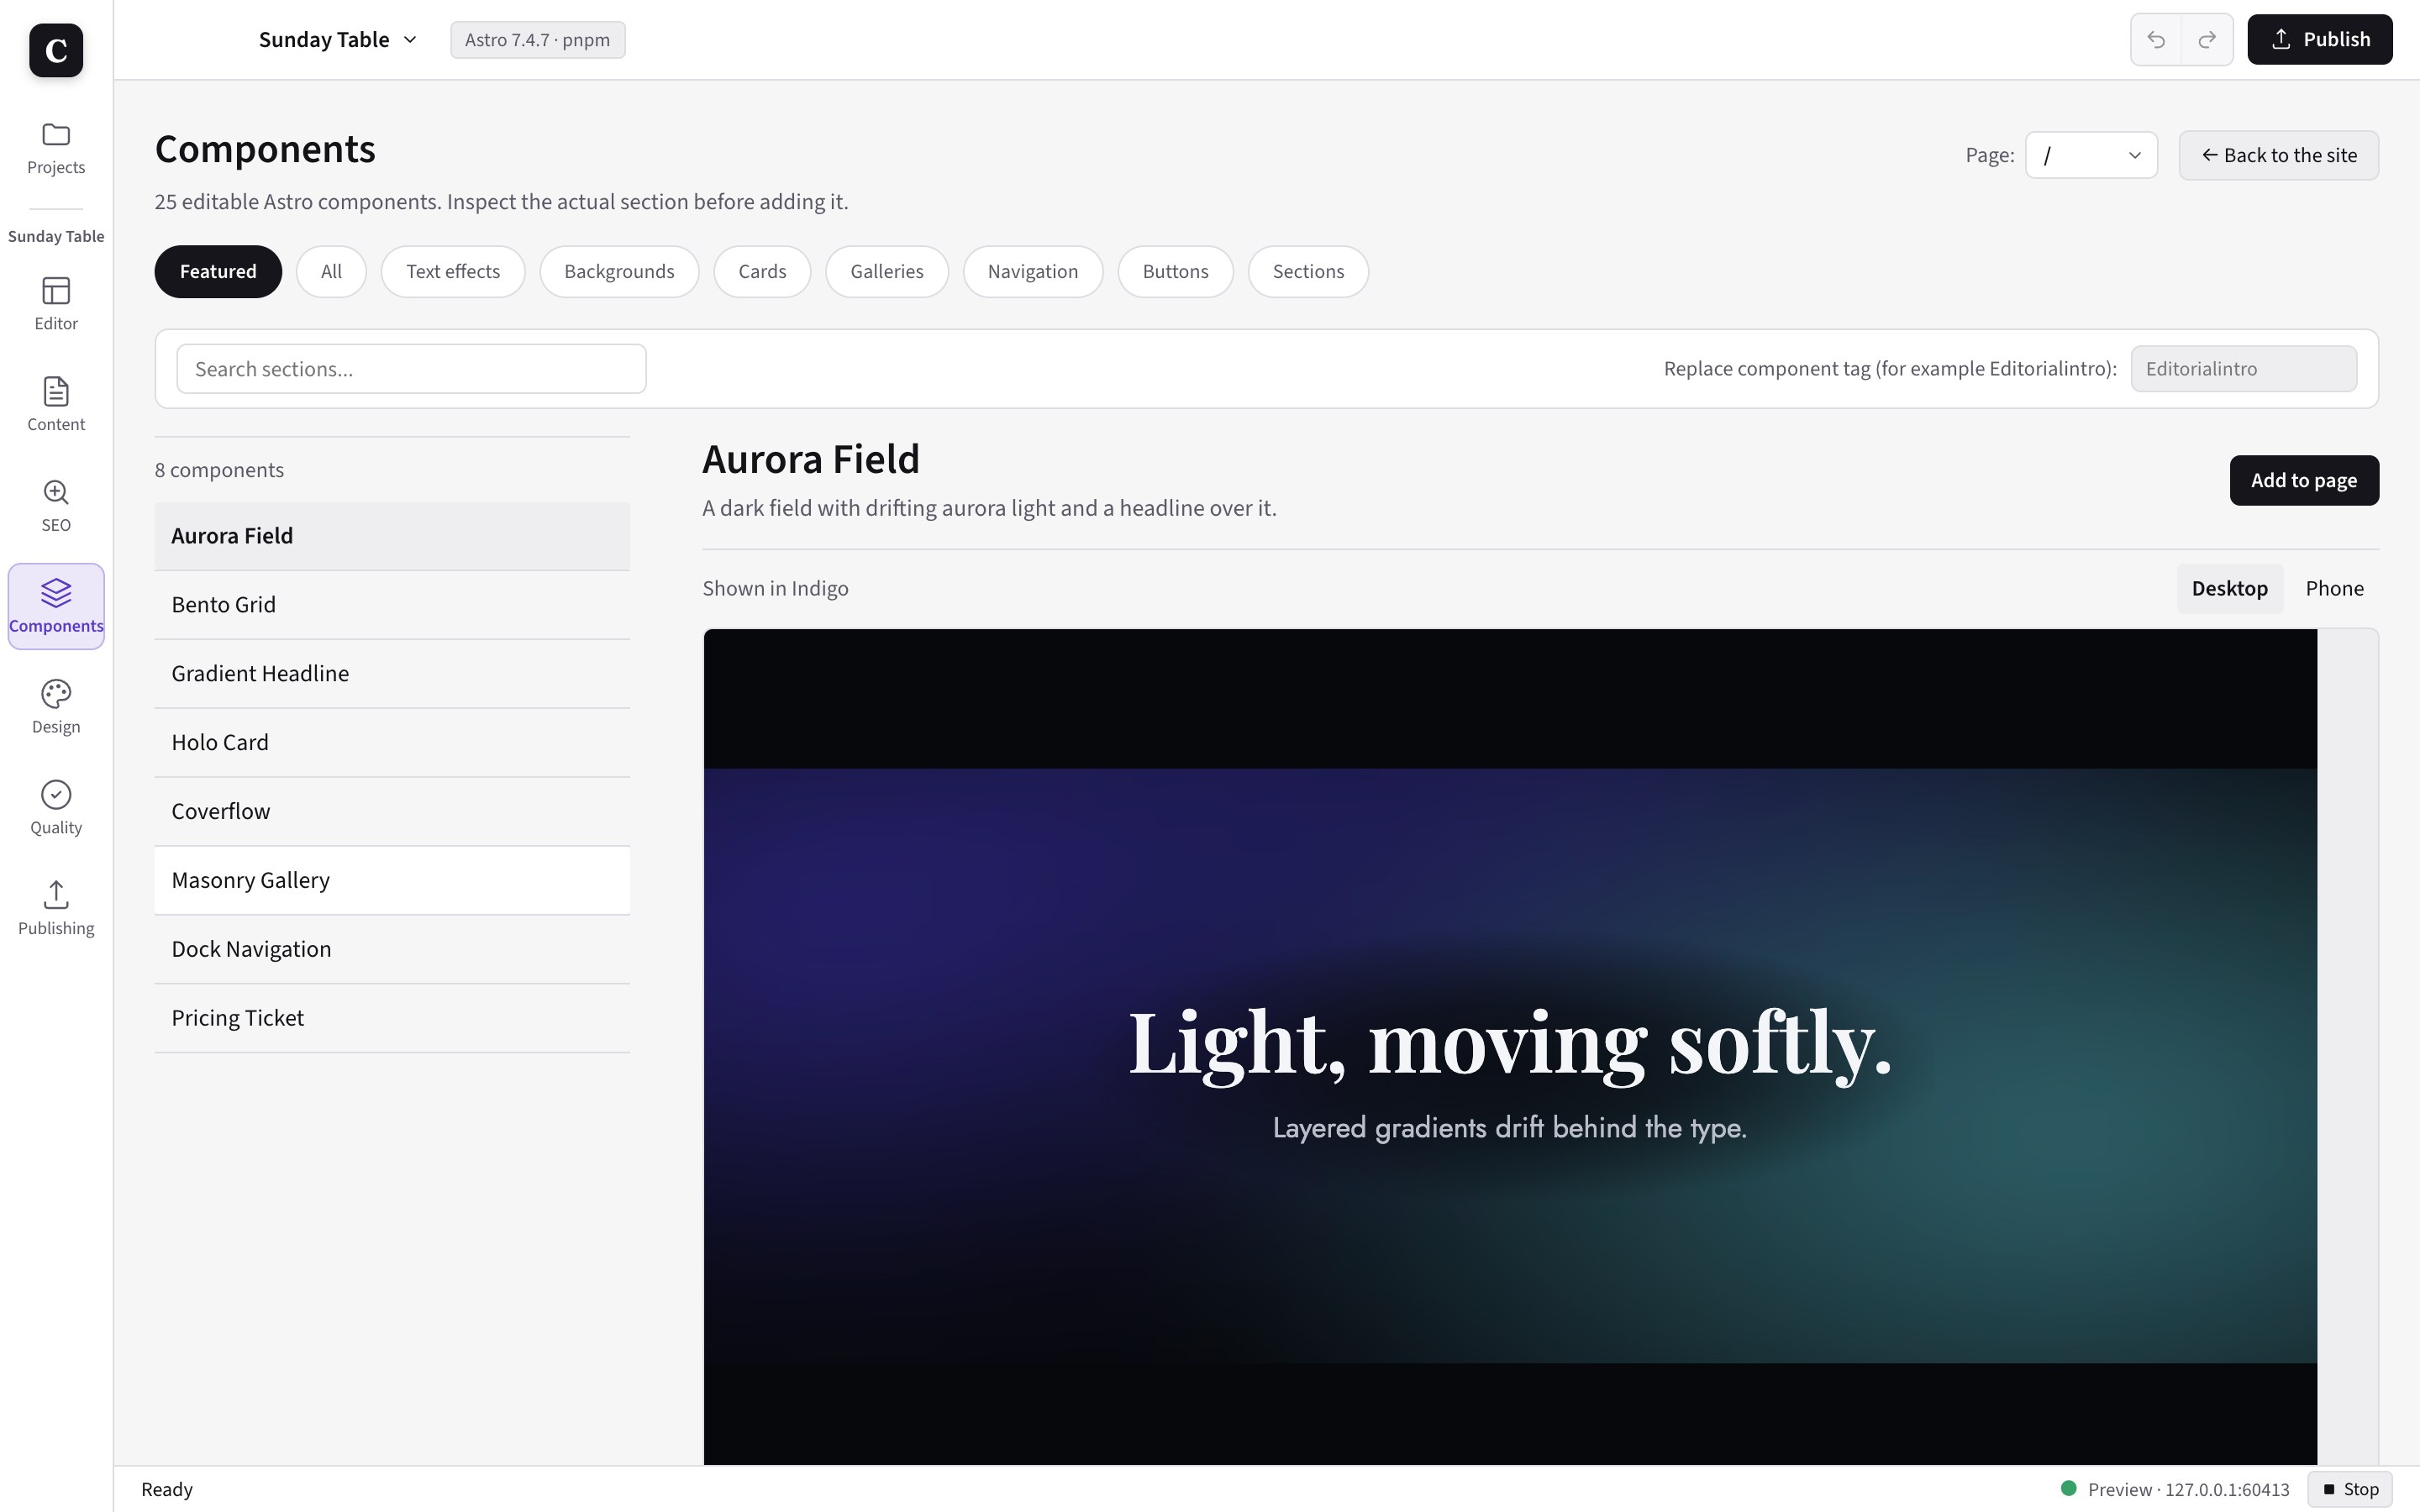 C
Projects
Sunday Table
Editor
Content
SEO
Components
Design
Quality
Publishing
Sunday Table
Astro 7.4.7 · pnpm
Publish
Components
25 editable Astro components. Inspect the actual section before adding it.
Page: /
← Back to the site
Featured
All
Text effects
Backgrounds
Cards
Galleries
Navigation
Buttons
Sections
Search sections...
Replace component tag (for example Editorialintro):
Editorialintro
8 components
Aurora Field
Bento Grid
Gradient Headline
Holo Card
Coverflow
Masonry Gallery
Dock Navigation
Pricing Ticket
Aurora Field
A dark field with drifting aurora light and a headline over it.
Add to page
Shown in Indigo
Desktop
Phone
Light, moving softly.
Layered gradients drift behind the type.
Ready
Preview · 127.0.0.1:60413
Stop